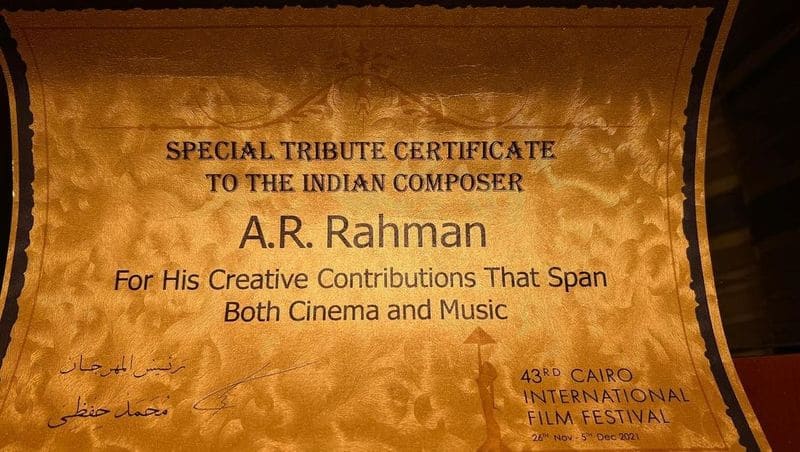 SPECIAL TRIBUTE CERTIFICATE
TO THE INDIAN COMPOSER
A.R. Rahman
For His Creative Contributions That Span
Both Cinema and Music
رئيس المهرجان
محمد حفظي
43RD CAIRO
INTERNATIONAL
FILM FESTIVAL
26TH Nov - 5TH Dec 2021